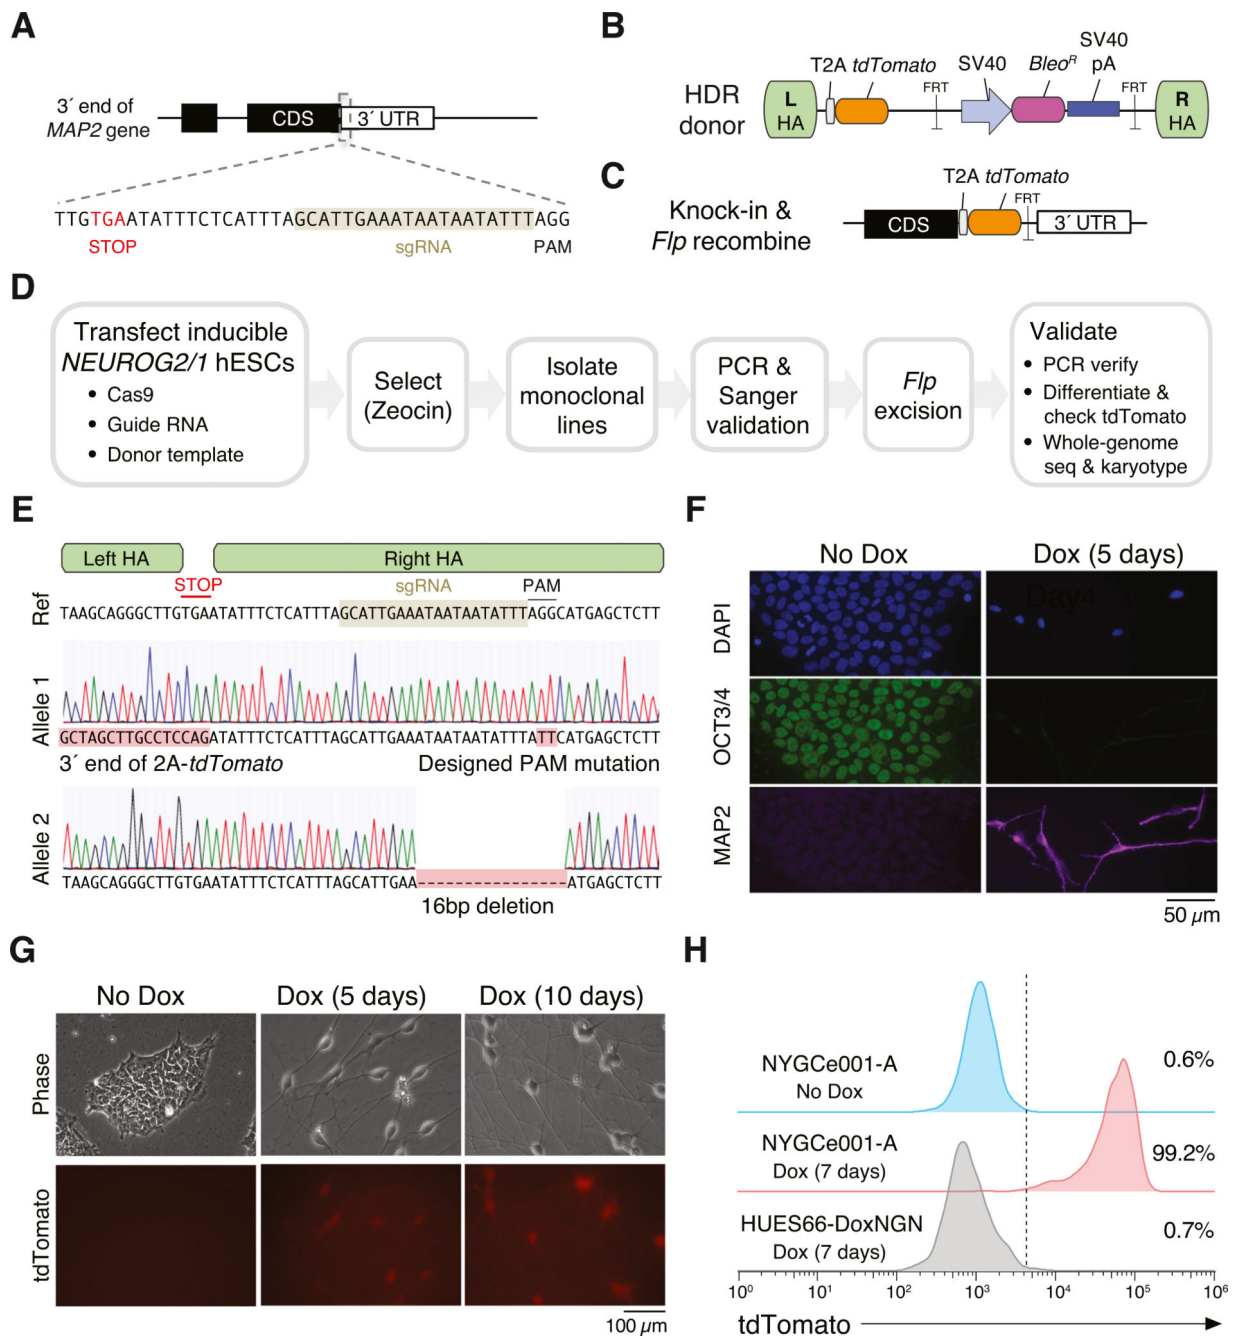 A
3´ end of
MAP2 gene
CDS
3´ UTR
TTGTGAATATTTCTCATTTAGCATTGAAATAATAATATTTAGG
STOP
sgRNA
PAM
B
HDR
donor
L
HA
T2A tdTomato
FRT
SV40
Bleoᴿ
SV40
pA
FRT
R
HA
C
Knock-in &
Flp recombine
CDS
T2A tdTomato
FRT
3´ UTR
D
Transfect inducible
NEUROG2/1 hESCs
• Cas9
• Guide RNA
• Donor template
Select
(Zeocin)
Isolate
monoclonal
lines
PCR &
Sanger
validation
Flp
excision
Validate
• PCR verify
• Differentiate &
check tdTomato
• Whole-genome
seq & karyotype
E
Left HA
Right HA
STOP
sgRNA
PAM
Ref
TAAGCAGGGCTTGTGAATATTTCTCATTTAGCATTGAAATAATAATATTTAGGCATGAGCTCTT
Allele 1
GCTAGCTTGCCTCCAGATATTTCTCATTTAGCATTGAAATAATAATATTTATTCATGAGCTCTT
3´ end of 2A-tdTomato
Designed PAM mutation
Allele 2
TAAGCAGGGCTTGTGAATATTTCTCATTTAGCATTGAA----------------ATGAGCTCTT
16bp deletion
F
No Dox
Dox (5 days)
DAPI
Day4
OCT3/4
MAP2
50 µm
G
No Dox
Dox (5 days)
Dox (10 days)
Phase
tdTomato
100 µm
H
NYGCe001-A
No Dox
0.6%
NYGCe001-A
Dox (7 days)
99.2%
HUES66-DoxNGN
Dox (7 days)
0.7%
10⁰ 10¹ 10² 10³ 10⁴ 10⁵ 10⁶
tdTomato